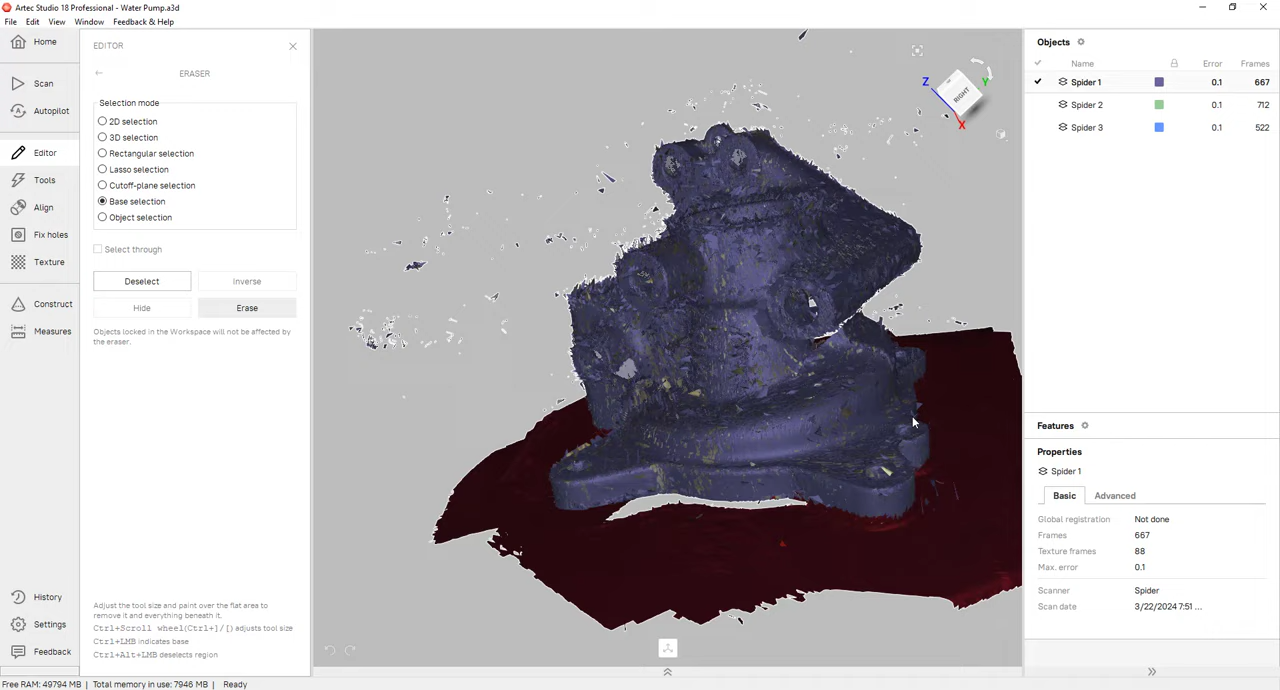 Artec Studio 18 Professional - Water Pump.a3d
File Edit View Window Feedback & Help
Home
Scan
Autopilot
Editor
Tools
Align
Fix holes
Texture
Construct
Measures
History
Settings
Feedback
EDITOR
ERASER
Selection mode
2D selection
3D selection
Rectangular selection
Lasso selection
Cutoff-plane selection
Base selection
Object selection
Select through
Deselect Inverse
Hide Erase
Objects locked in the Workspace will not be affected by
the eraser.
Adjust the tool size and paint over the flat area to
remove it and everything beneath it.
Ctrl+Scroll wheel(Ctrl+]/[) adjusts tool size
Ctrl+LMB indicates base
Ctrl+Alt+LMB deselects region
Z
Y
RIGHT
X
Objects
Name Error Frames
Spider 1 0.1 667
Spider 2 0.1 712
Spider 3 0.1 522
Features
Properties
Spider 1
Basic Advanced
Global registration Not done
Frames 667
Texture frames 88
Max. error 0.1
Scanner Spider
Scan date 3/22/2024 7:51 ...
Free RAM: 49794 MB | Total memory in use: 7946 MB | Ready